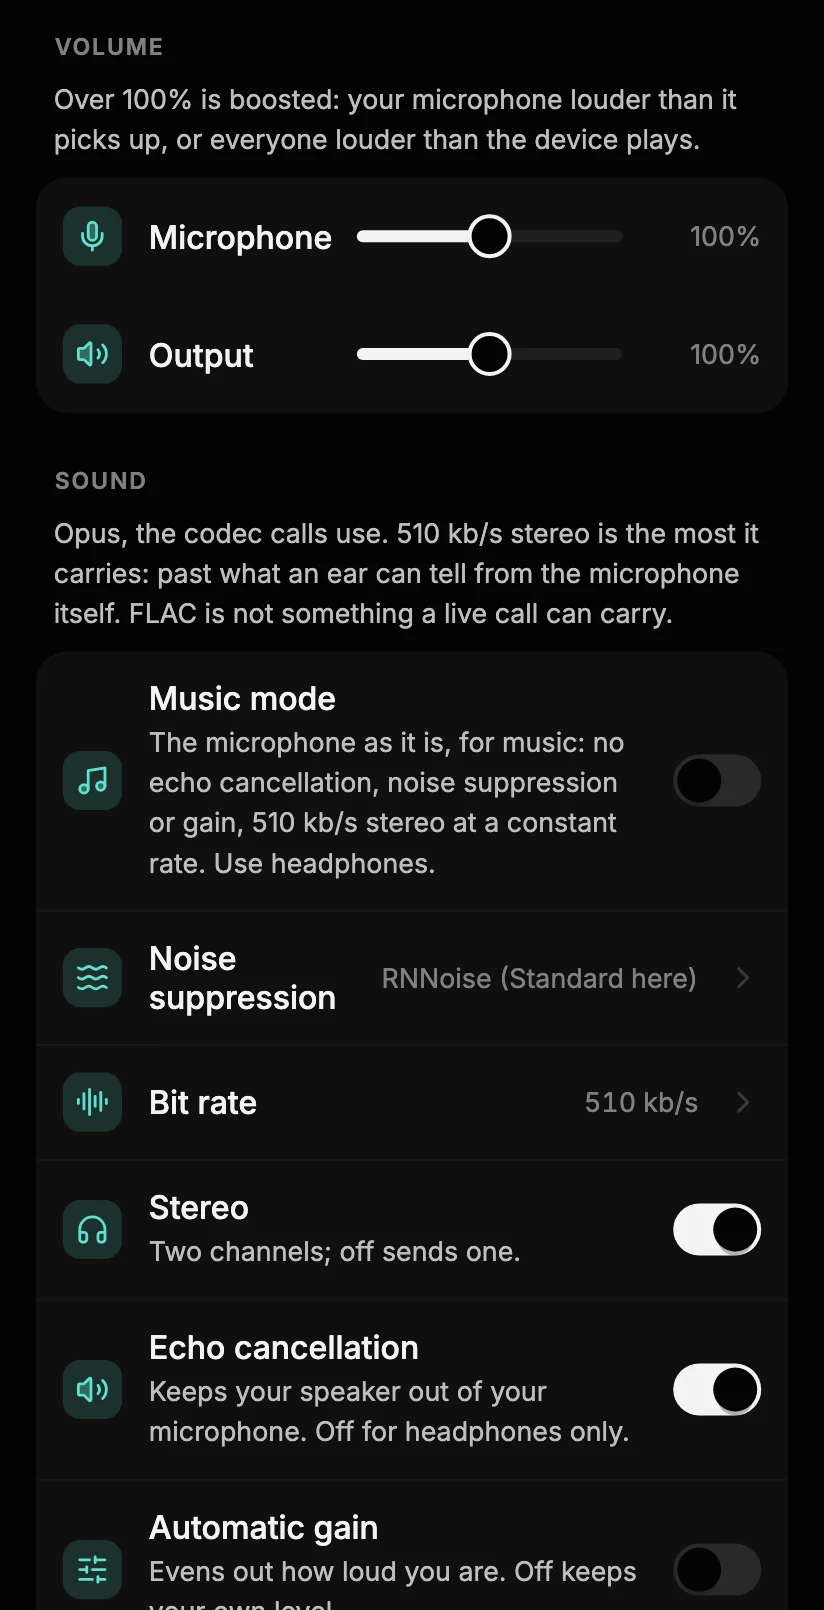 VOLUME
Over 100% is boosted: your microphone louder than it
picks up, or everyone louder than the device plays.
Microphone
100%
Output
100%
SOUND
Opus, the codec calls use. 510 kb/s stereo is the most it
carries: past what an ear can tell from the microphone
itself. FLAC is not something a live call can carry.
Music mode
The microphone as it is, for music: no
echo cancellation, noise suppression
or gain, 510 kb/s stereo at a constant
rate. Use headphones.
Noise
suppression
RNNoise (Standard here)
Bit rate
510 kb/s
Stereo
Two channels; off sends one.
Echo cancellation
Keeps your speaker out of your
microphone. Off for headphones only.
Automatic gain
Evens out how loud you are. Off keeps
your own level.